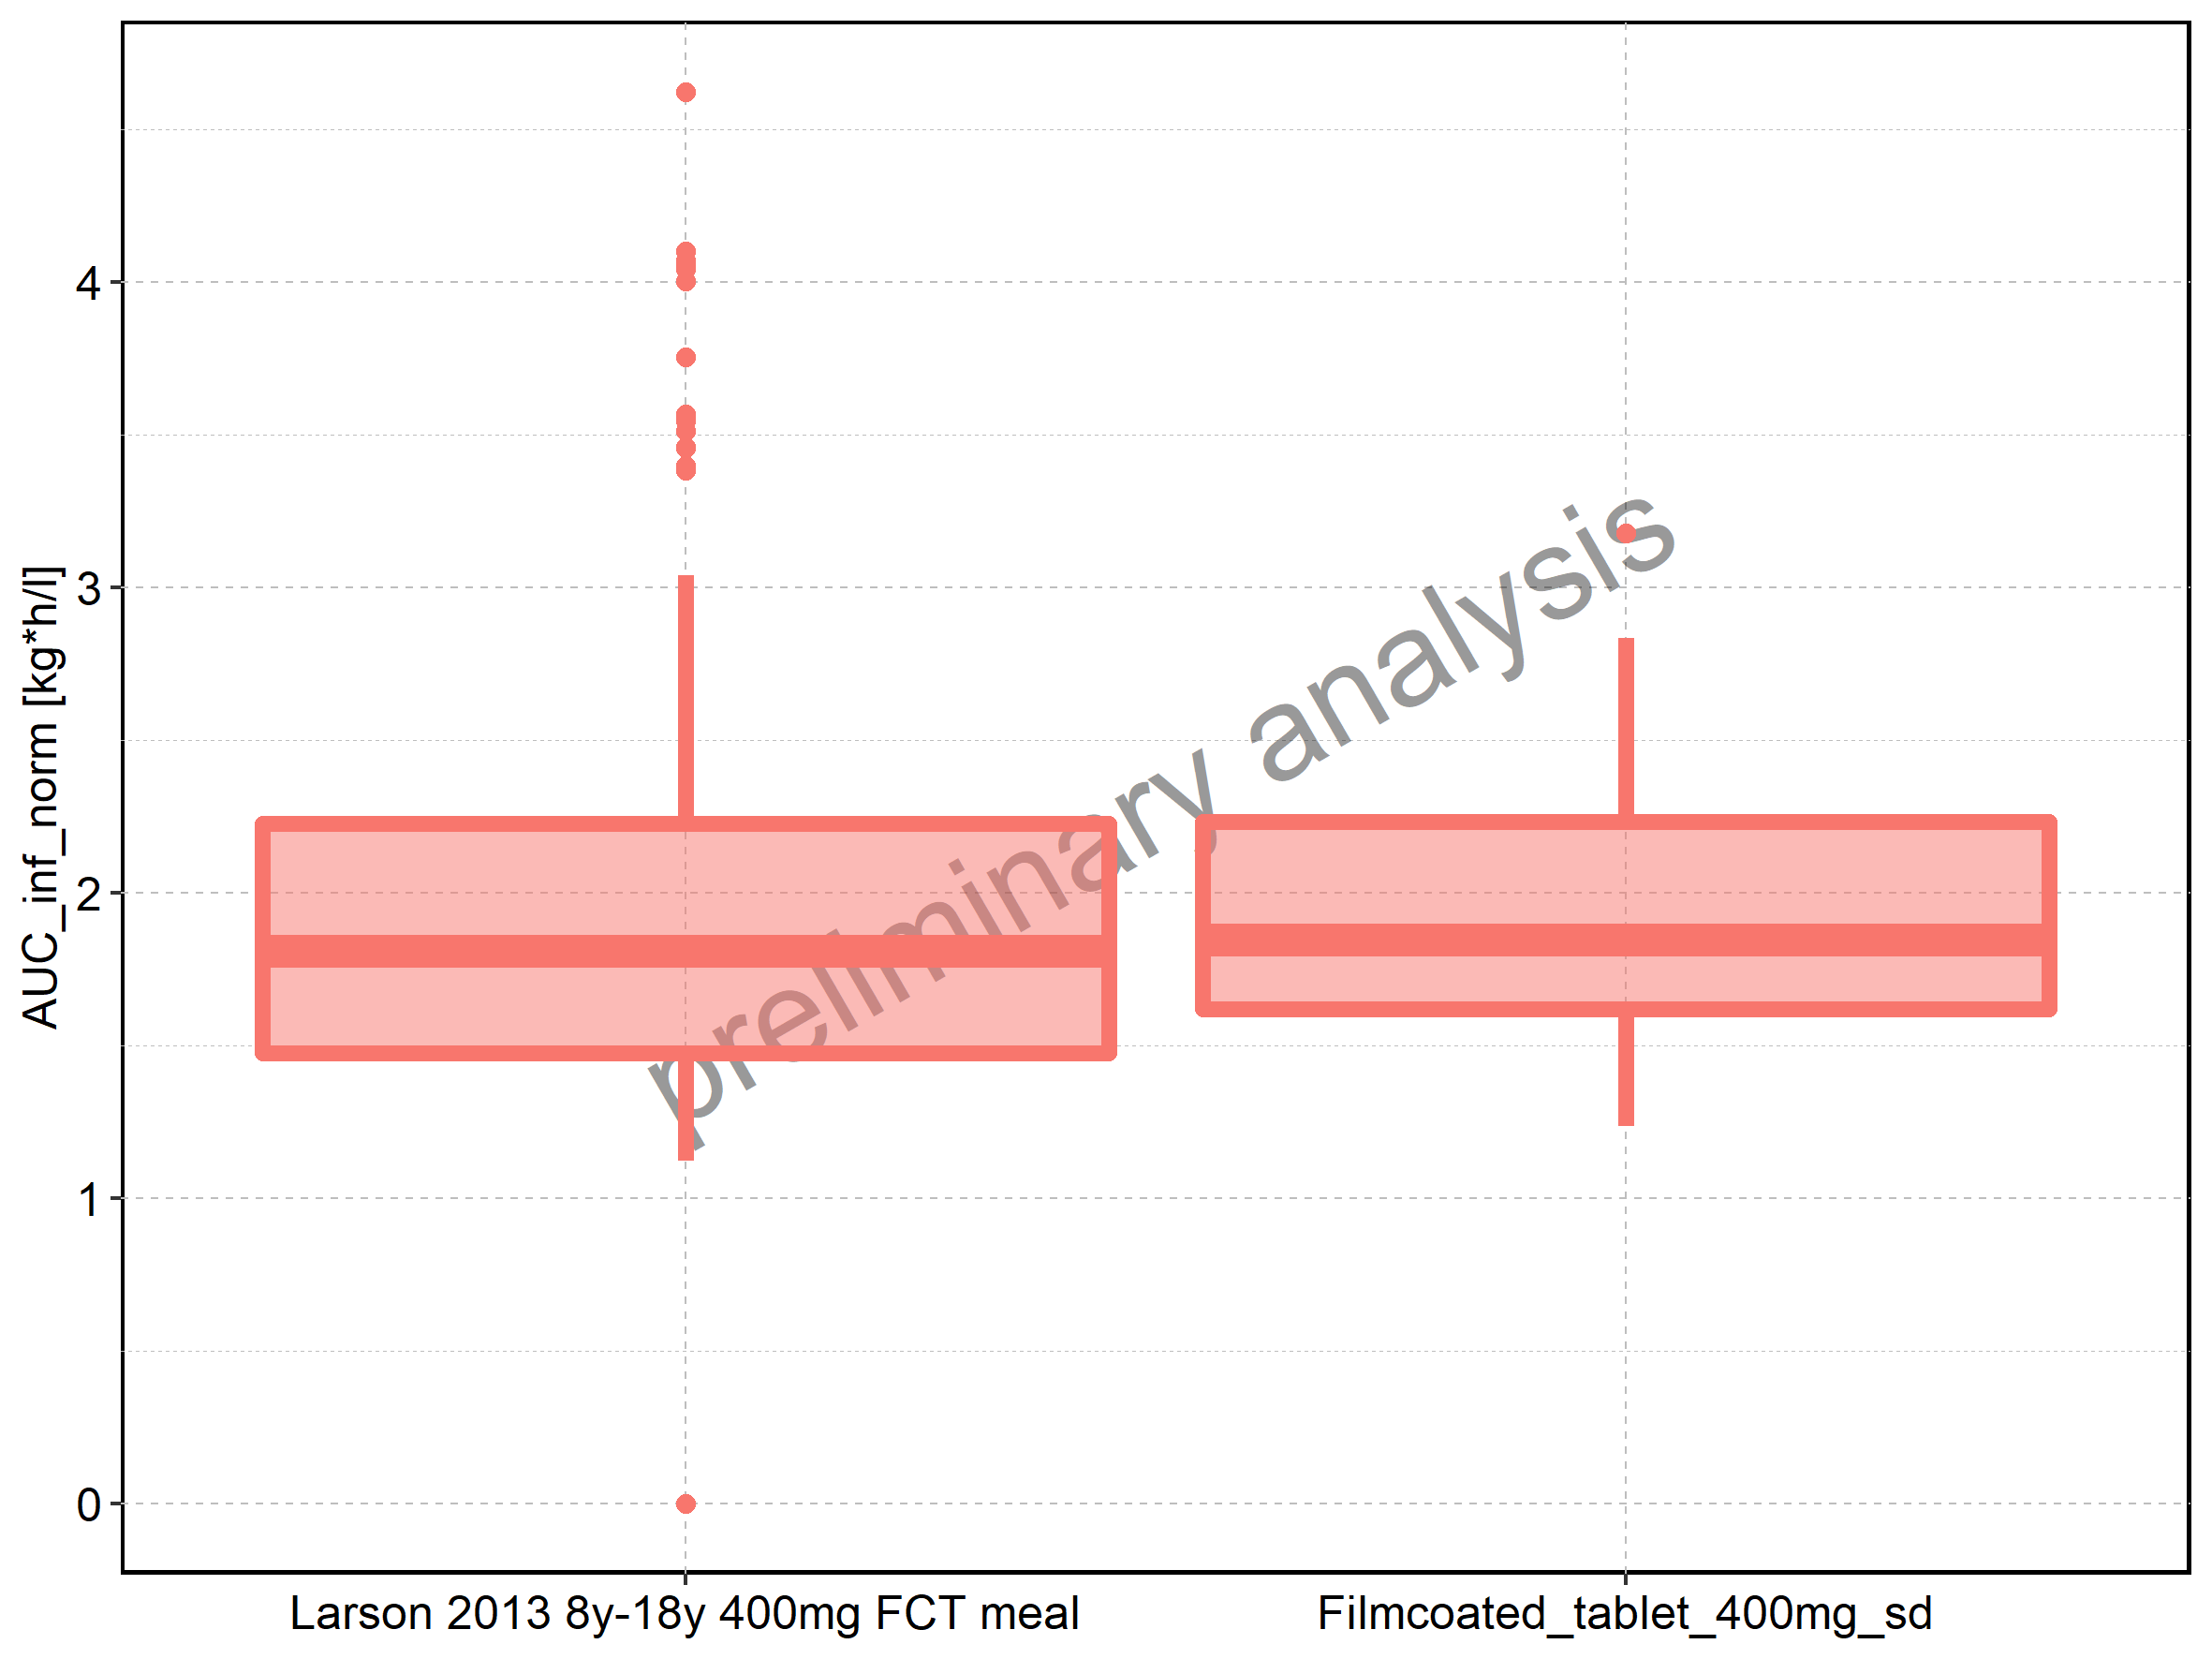 AUC_inf_norm [kg*h/l]
4
3
2
1
0
preliminary analysis
Larson 2013 8y-18y 400mg FCT meal
Filmcoated_tablet_400mg_sd